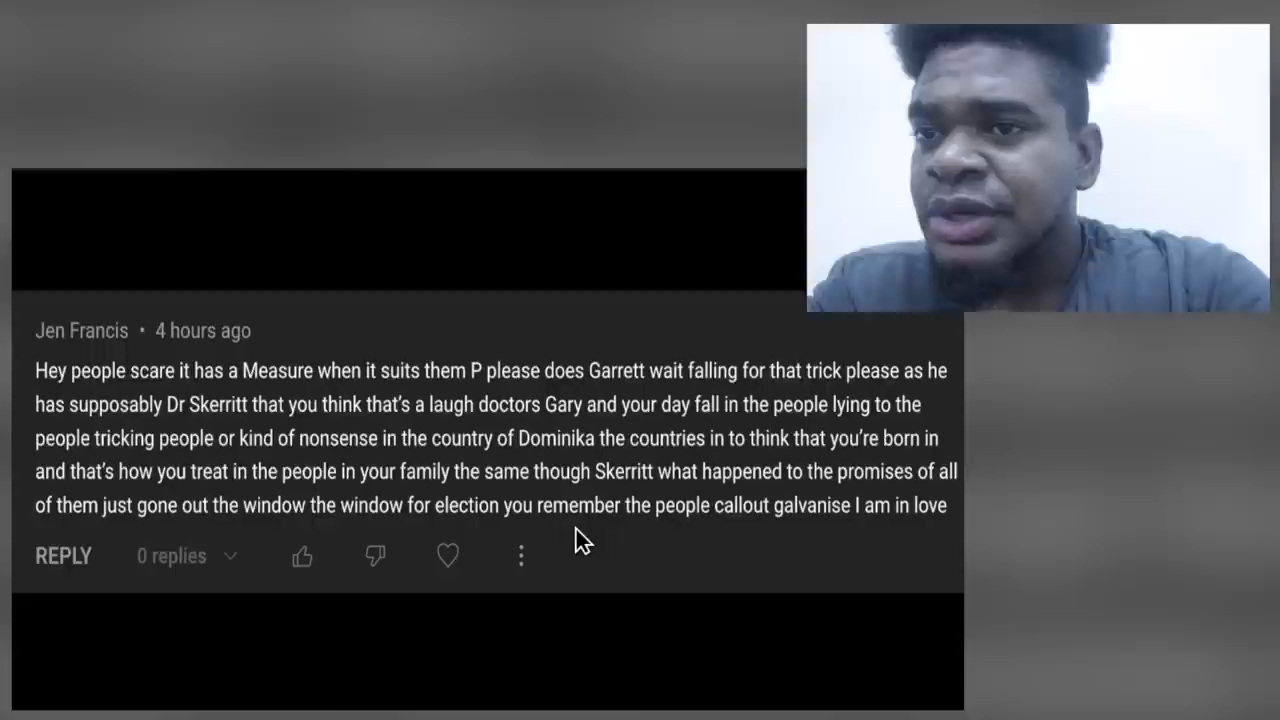 Jen Francis • 4 hours ago
Hey people scare it has a Measure when it suits them P please does Garrett wait falling for that trick please as he
has supposably Dr Skerritt that you think that's a laugh doctors Gary and your day fall in the people lying to the
people tricking people or kind of nonsense in the country of Dominika the countries in to think that you're born in
and that's how you treat in the people in your family the same though Skerritt what happened to the promises of all
of them just gone out the window the window for election you remember the people callout galvanise I am in love
REPLY 0 replies